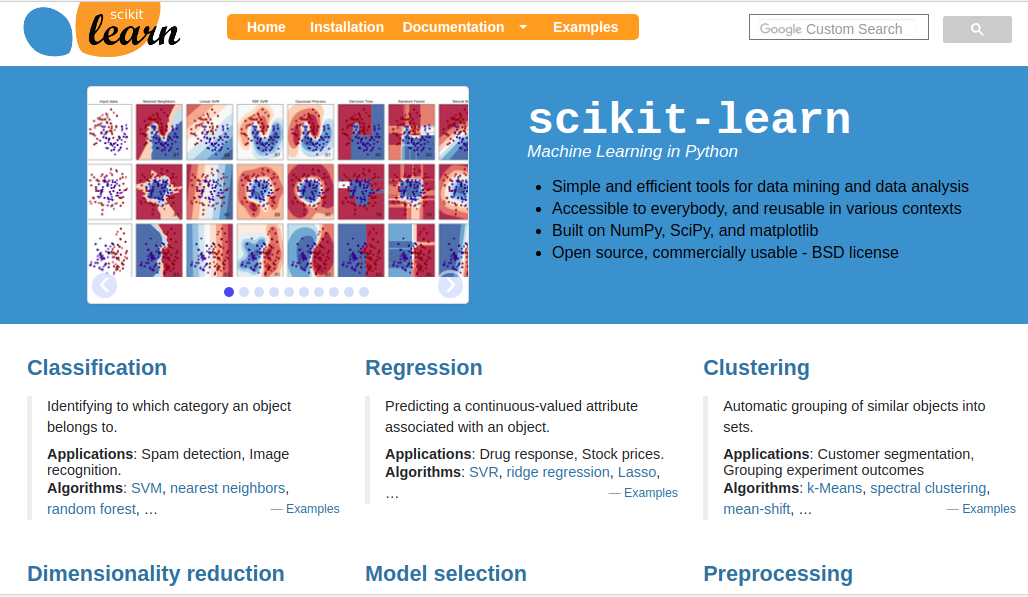 scikit
learn
Home Installation Documentation Examples
Google Custom Search
Input data Nearest Neighbors Linear SVM RBF SVM Gaussian Process Decision Tree Random Forest
scikit-learn
Machine Learning in Python
Simple and efficient tools for data mining and data analysis
Accessible to everybody, and reusable in various contexts
Built on NumPy, SciPy, and matplotlib
Open source, commercially usable - BSD license
Classification
Identifying to which category an object
belongs to.
Applications: Spam detection, Image
recognition.
Algorithms: SVM, nearest neighbors,
random forest, … — Examples
Regression
Predicting a continuous-valued attribute
associated with an object.
Applications: Drug response, Stock prices.
Algorithms: SVR, ridge regression, Lasso,
… — Examples
Clustering
Automatic grouping of similar objects into
sets.
Applications: Customer segmentation,
Grouping experiment outcomes
Algorithms: k-Means, spectral clustering,
mean-shift, … — Examples
Dimensionality reduction
Model selection
Preprocessing